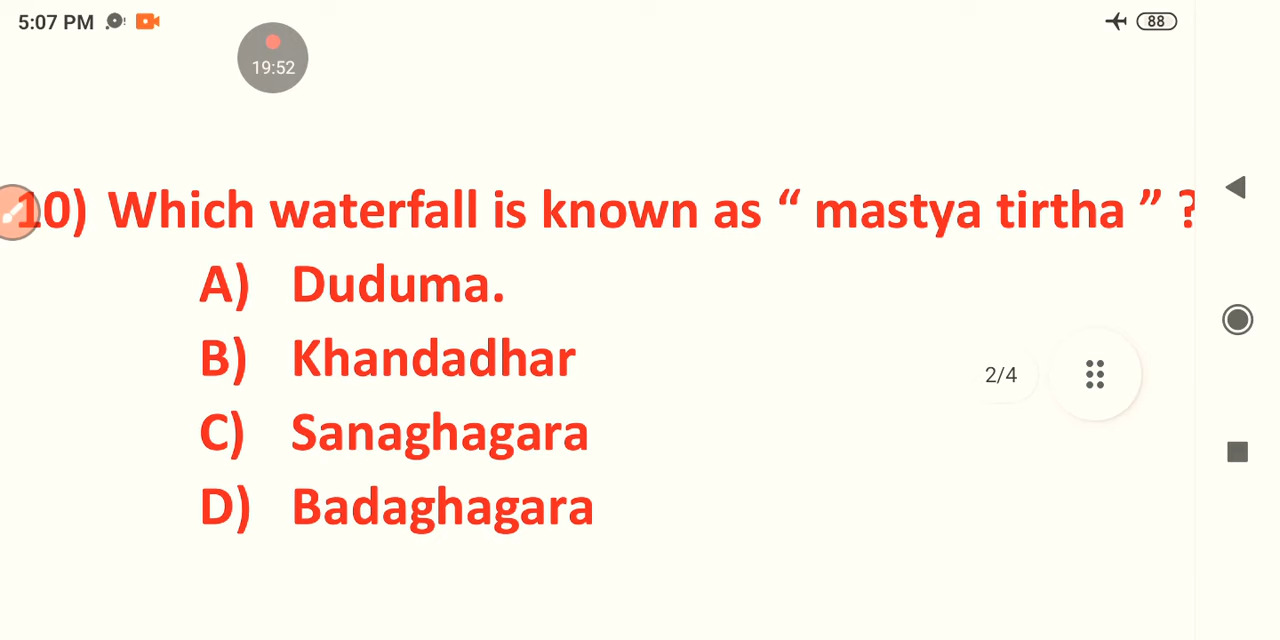 5:07 PM
88
19:52
10) Which waterfall is known as “ mastya tirtha ” ?
A) Duduma.
B) Khandadhar
2/4
C) Sanaghagara
D) Badaghagara